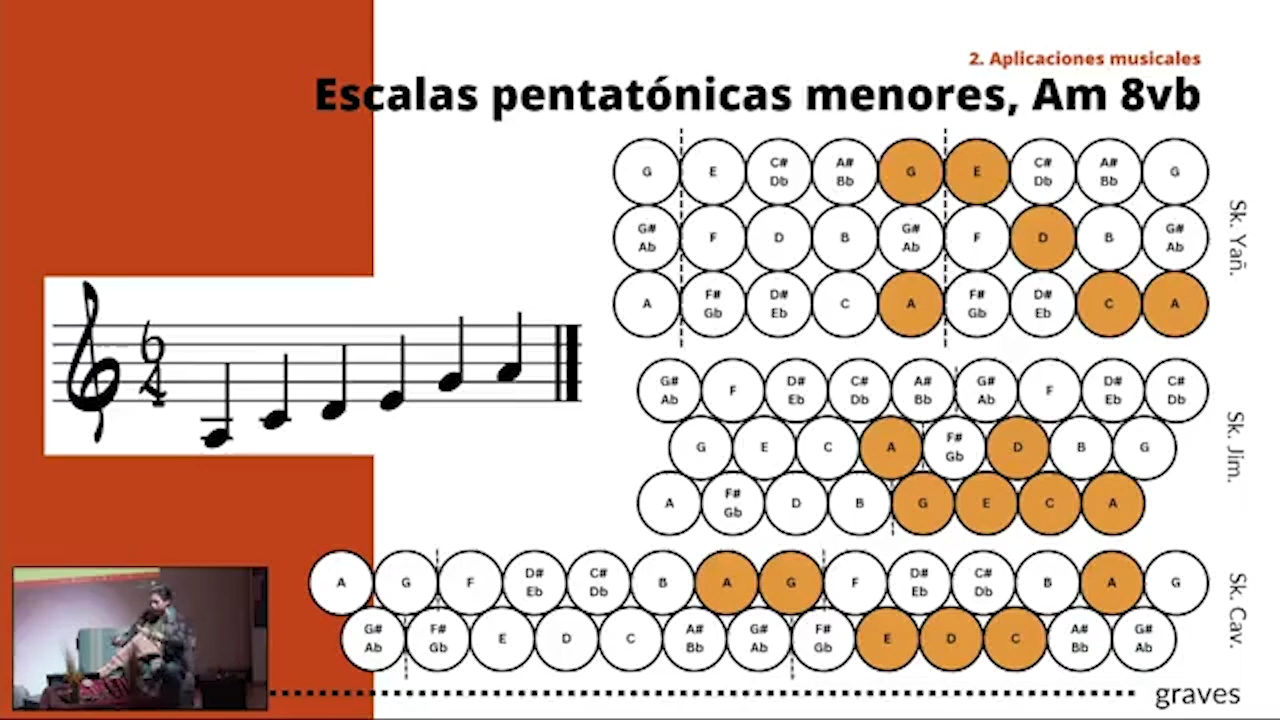 2. Aplicaciones musicales
Escalas pentatónicas menores, Am 8vb
G E C# Db A# Bb G E C# Db A# Bb G
G# Ab F D B G# Ab F D B G# Ab
A F# Gb D# Eb C A F# Gb D# Eb C A
Sk. Yañ.
G# Ab F D# Eb C# Db A# Bb G# Ab F D# Eb C# Db
G E C A F# Gb D B G
A F# Gb D B G E C A
Sk. Jim.
6
4
A G F D# Eb C# Db B A G F D# Eb C# Db B A G
G# Ab F# Gb E D C A# Bb G# Ab F# Gb E D C A# Bb G# Ab
Sk. Cav.
graves